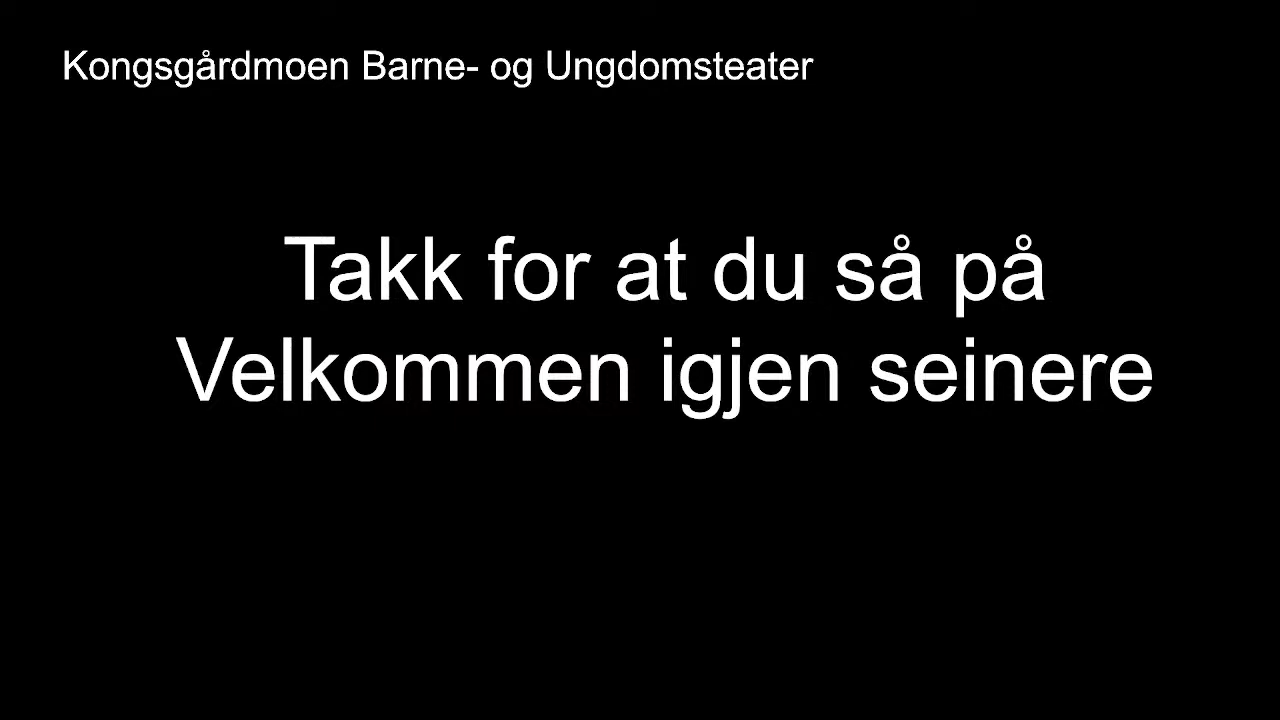 Kongsgårdmoen Barne- og Ungdomsteater
Takk for at du så på
Velkommen igjen seinere